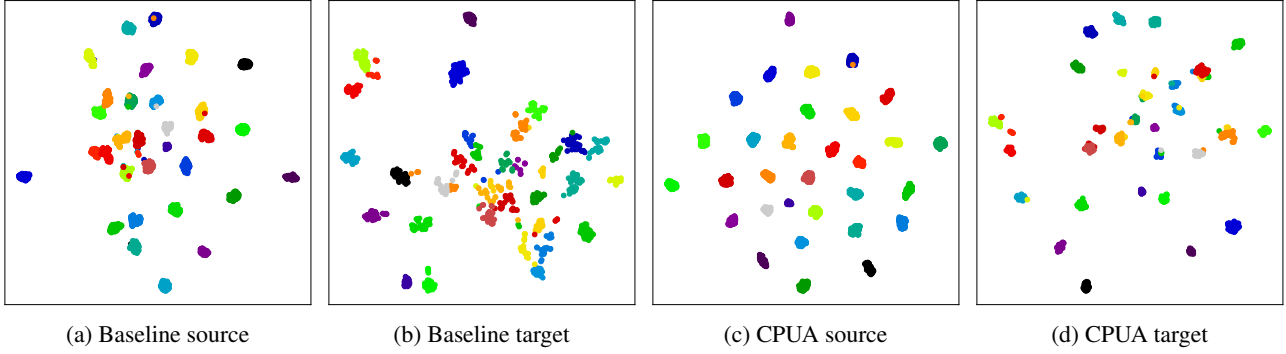 (a) Baseline source
(b) Baseline target
(c) CPUA source
(d) CPUA target